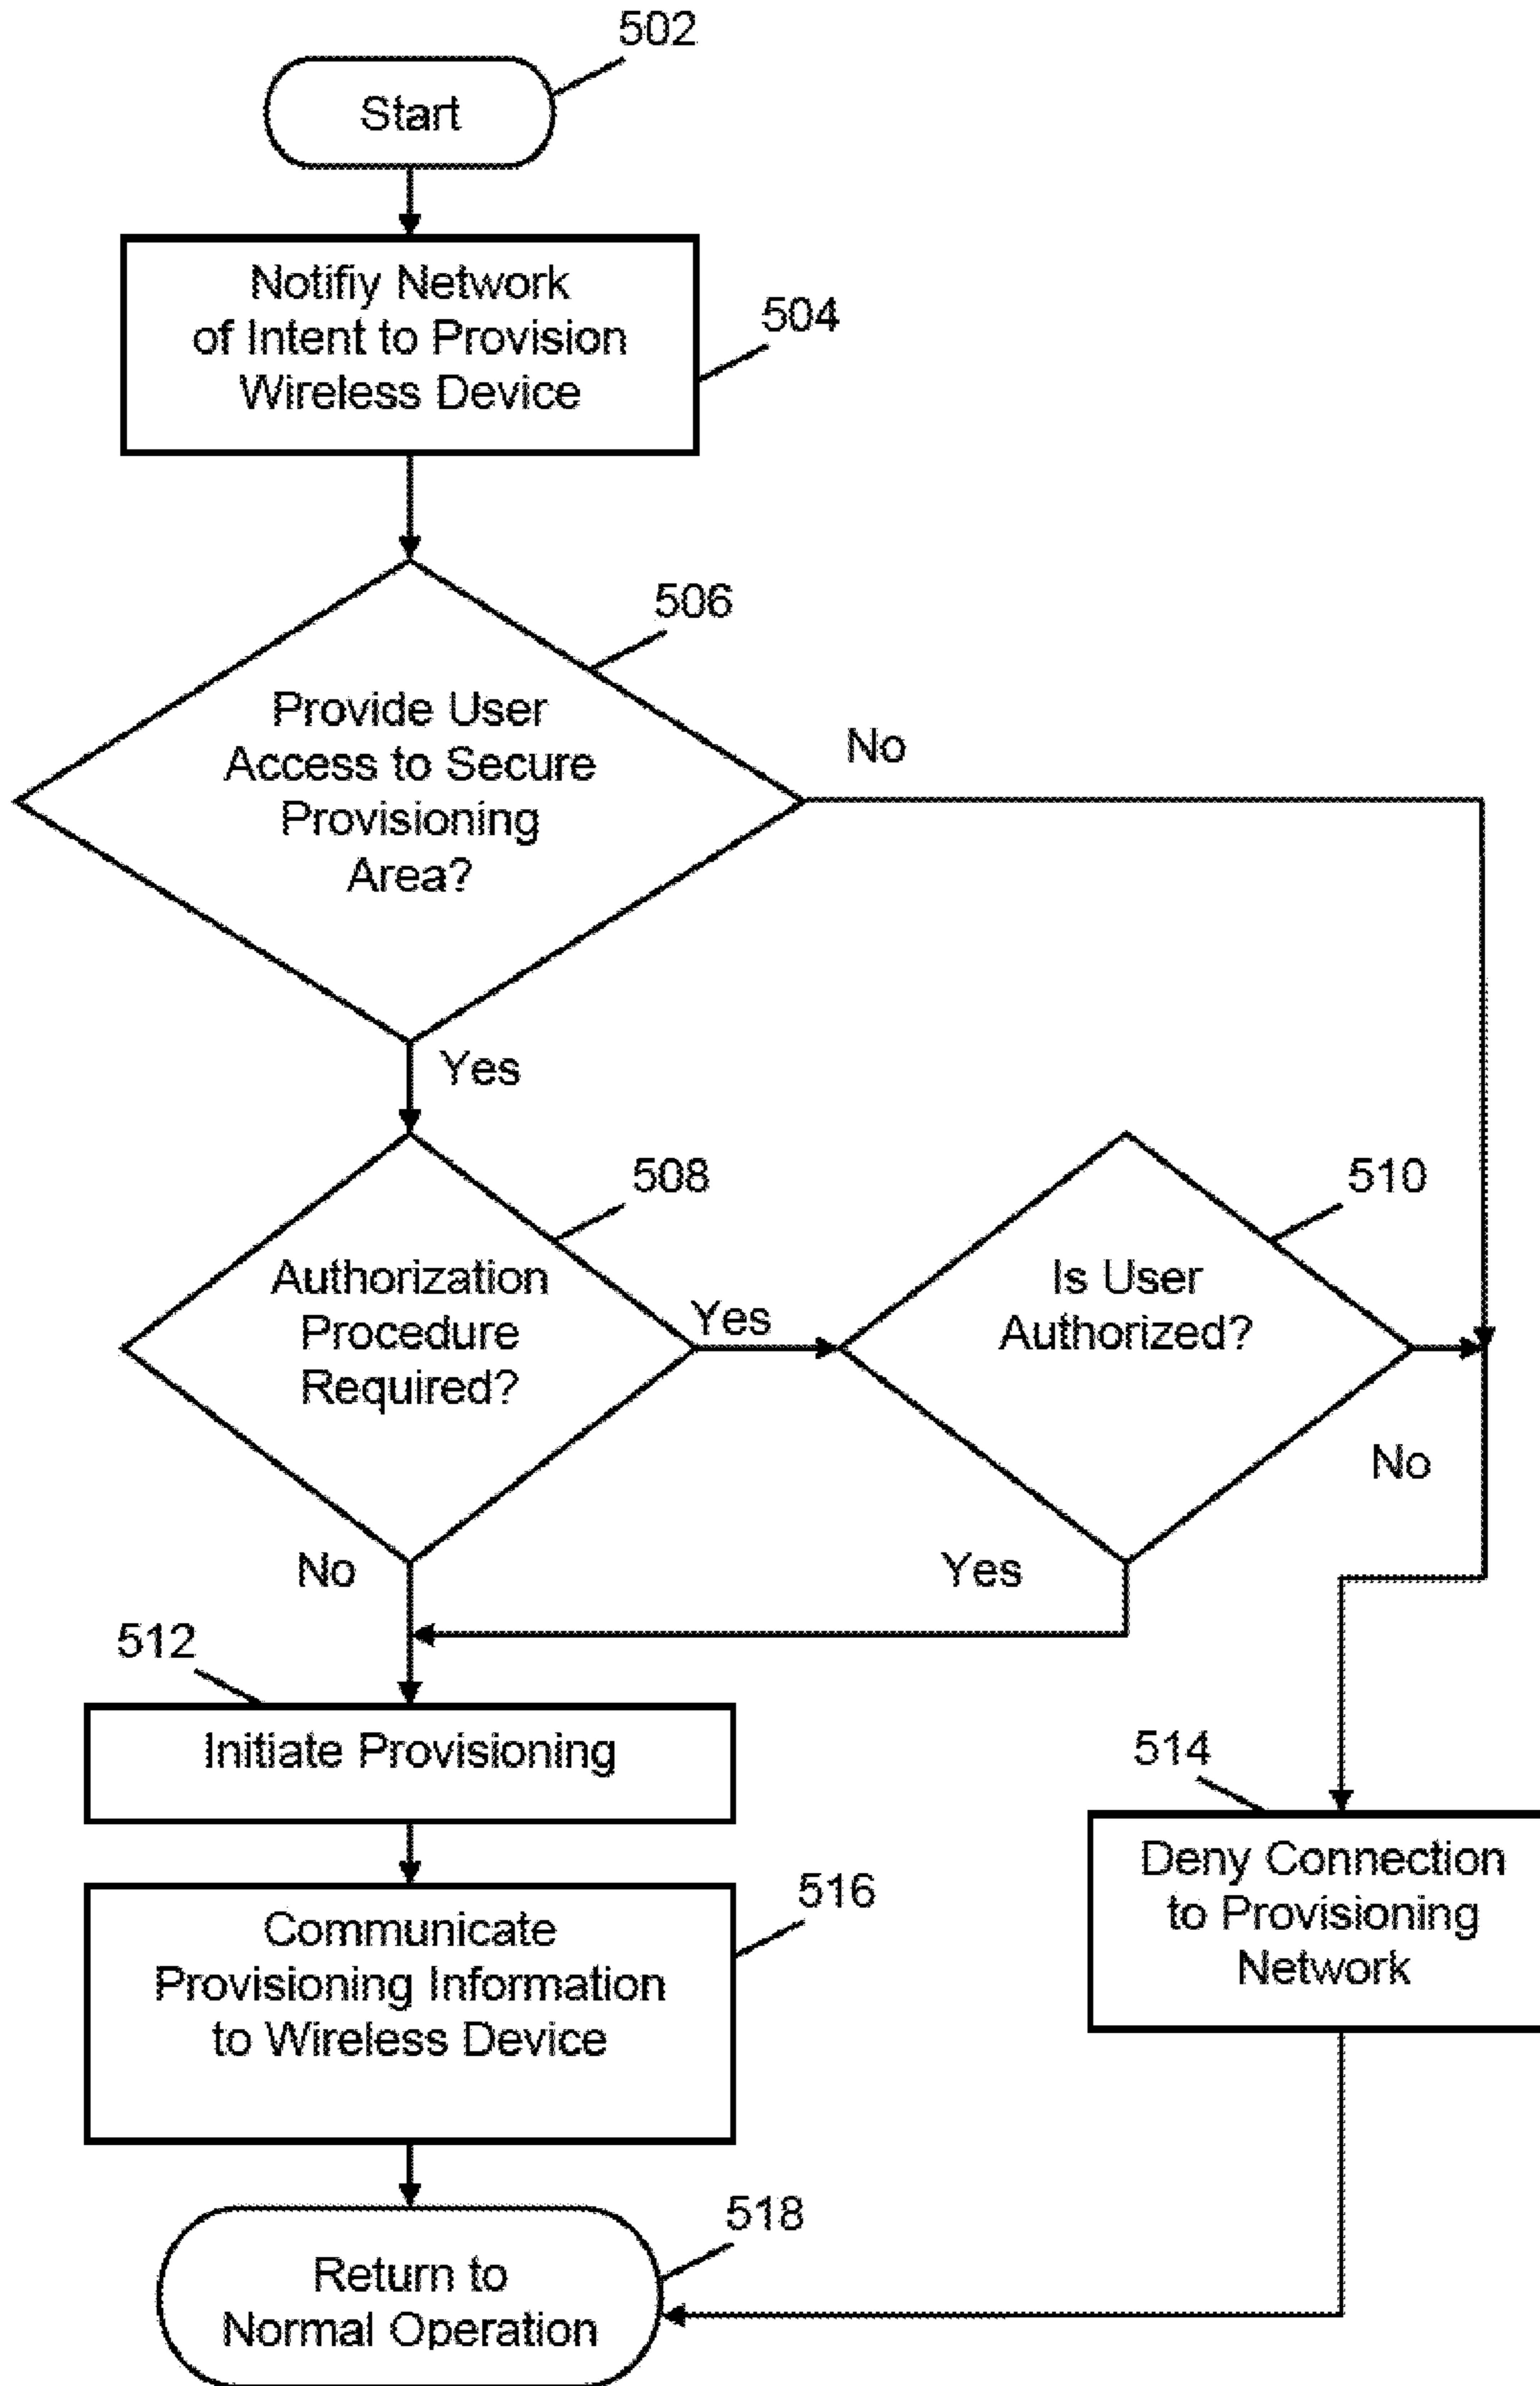 502
Start
Notifiy Network
of Intent to Provision
Wireless Device
504
506
Provide User
Access to Secure
Provisioning
Area?
No
Yes
508
Authorization
Procedure
Required?
Yes
510
Is User
Authorized?
No
No
Yes
512
Initiate Provisioning
514
Deny Connection
to Provisioning
Network
516
Communicate
Provisioning Information
to Wireless Device
518
Return to
Normal Operation